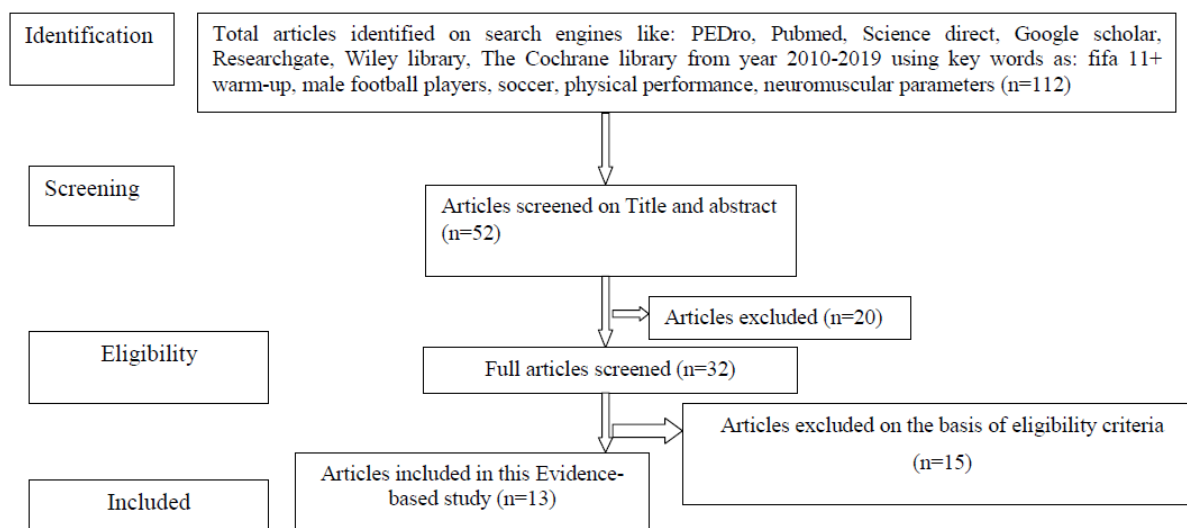 Identification
Total articles identified on search engines like: PEDro, Pubmed, Science direct, Google scholar,
Researchgate, Wiley library, The Cochrane library from year 2010-2019 using key words as: fifa 11+
warm-up, male football players, soccer, physical performance, neuromuscular parameters (n=112)
Screening
Articles screened on Title and abstract
(n=52)
Articles excluded (n=20)
Eligibility
Full articles screened (n=32)
Articles excluded on the basis of eligibility criteria
(n=15)
Articles included in this Evidence-
based study (n=13)
Included